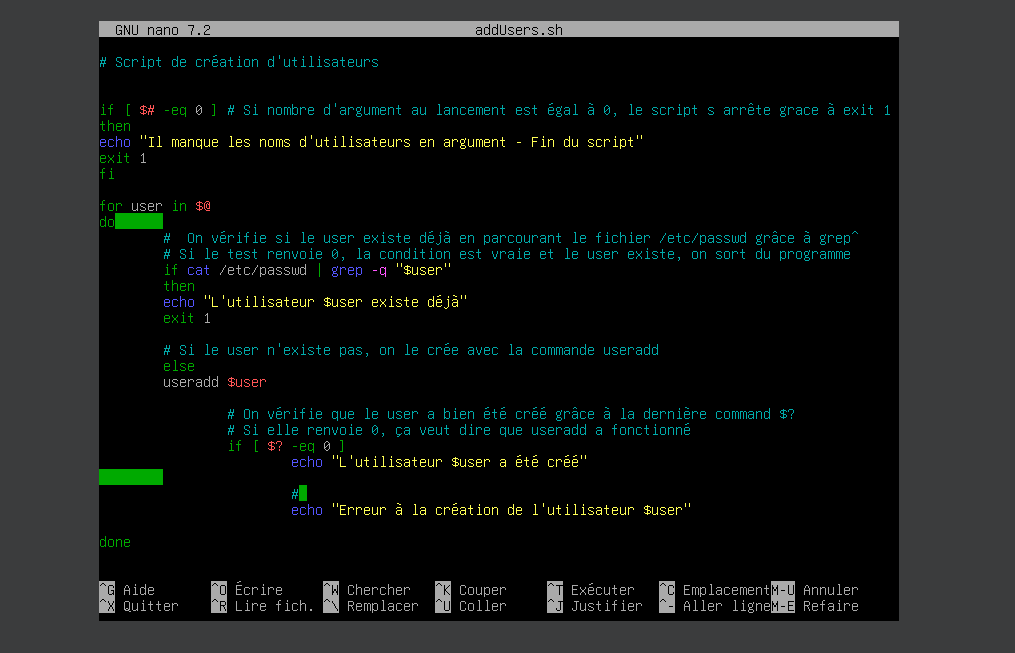 GNU nano 7.2 addUsers.sh
# Script de création d'utilisateurs
if [ $# -eq 0 ] # Si nombre d'argument au lancement est égal à 0, le script s arrête grace à exit 1
then
echo "Il manque les noms d'utilisateurs en argument - Fin du script"
exit 1
fi
for user in $@
do
# On vérifie si le user existe déjà en parcourant le fichier /etc/passwd grâce à grep^
# Si le test renvoie 0, la condition est vraie et le user existe, on sort du programme
if cat /etc/passwd | grep -q "$user"
then
echo "L'utilisateur $user existe déjà"
exit 1
# Si le user n'existe pas, on le crée avec la commande useradd
else
useradd $user
# On vérifie que le user a bien été créé grâce à la dernière command $?
# Si elle renvoie 0, ça veut dire que useradd a fonctionné
if [ $? -eq 0 ]
echo "L'utilisateur $user a été créé"
#
echo "Erreur à la création de l'utilisateur $user"
done
^G Aide ^O Écrire ^W Chercher ^K Couper ^T Exécuter ^C Emplacement M-U Annuler
^X Quitter ^R Lire fich. ^\ Remplacer ^U Coller ^J Justifier ^- Aller ligne M-E Refaire